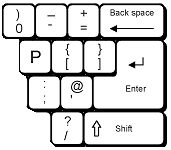 ) _ + Back space
0 - =
P { }
[ ]
: @ Enter
; '
? Shift
/